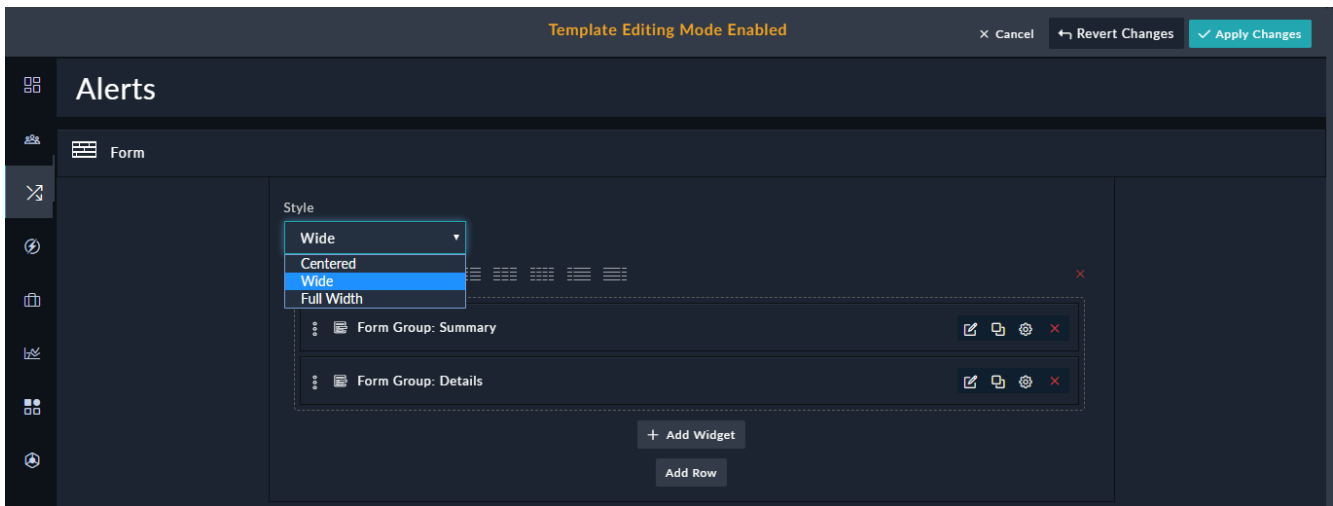 Template Editing Mode Enabled
× Cancel
Revert Changes
Apply Changes
Alerts
Form
Style
Wide
Centered
Wide
Full Width
Form Group: Summary
Form Group: Details
+ Add Widget
Add Row